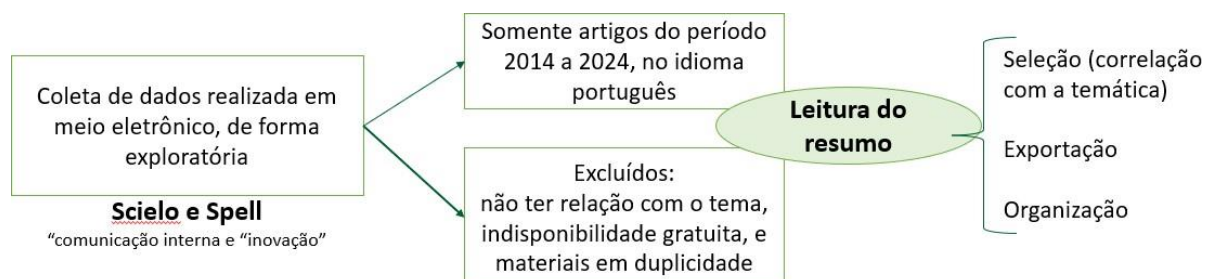 Coleta de dados realizada em
meio eletrônico, de forma
exploratória
Scielo e Spell
“comunicação interna e “inovação”
Somente artigos do período
2014 a 2024, no idioma
português
Excluídos:
não ter relação com o tema,
indisponibilidade gratuita, e
materiais em duplicidade
Leitura do
resumo
Seleção (correlação
com a temática)
Exportação
Organização